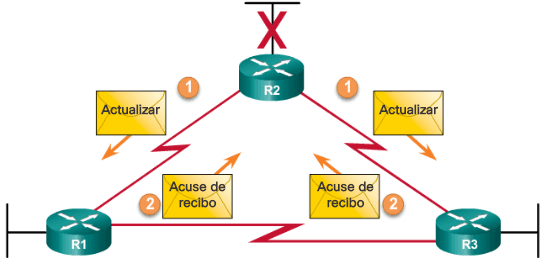 X
1
R2
1
Actualizar
Actualizar
2
Acuse de
recibo
Acuse de
recibo
2
R1
R3